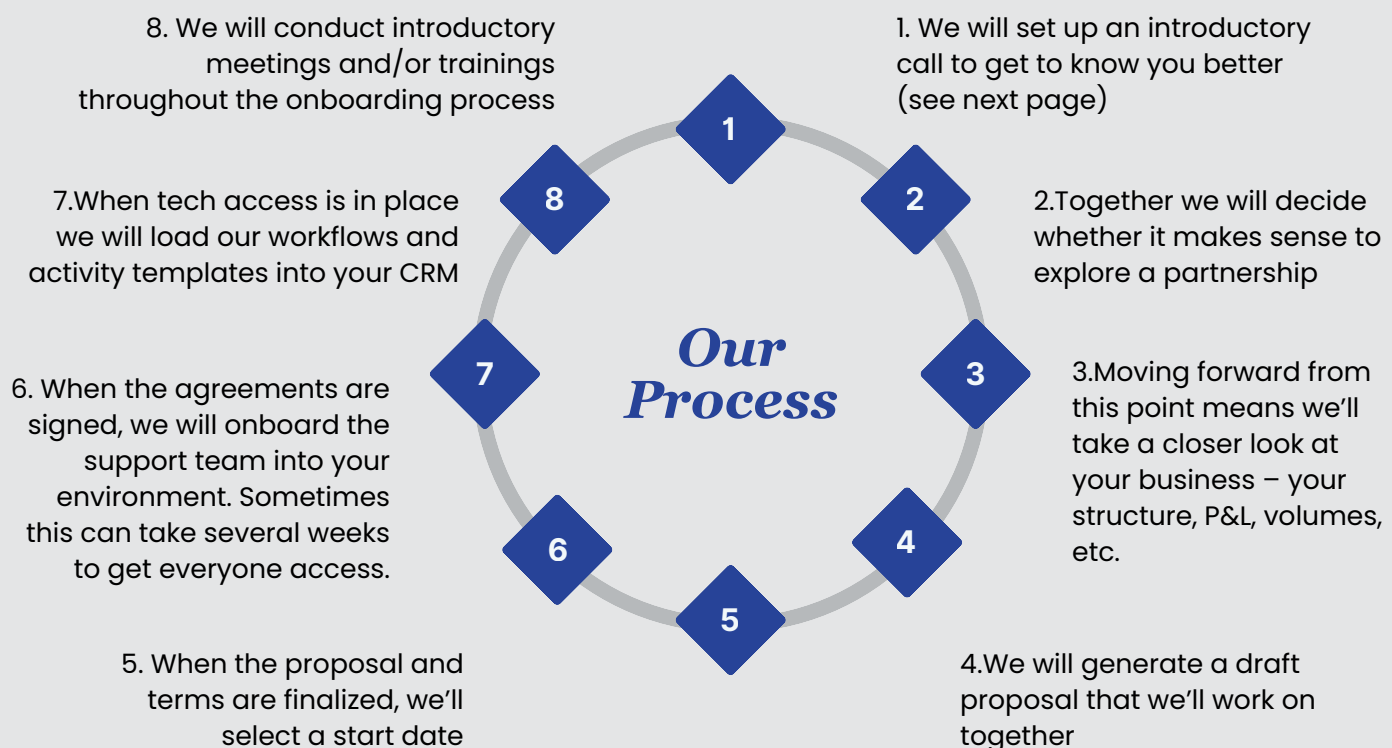 1. We will set up an introductory
call to get to know you better
(see next page)
2.Together we will decide
whether it makes sense to
explore a partnership
3.Moving forward from
this point means we’ll
take a closer look at
your business – your
structure, P&L, volumes,
etc.
4.We will generate a draft
proposal that we’ll work on
together
5. When the proposal and
terms are finalized, we’ll
select a start date
6. When the agreements are
signed, we will onboard the
support team into your
environment. Sometimes
this can take several weeks
to get everyone access.
7.When tech access is in place
we will load our workflows and
activity templates into your CRM
8. We will conduct introductory
meetings and/or trainings
throughout the onboarding process
Our
Process
1
2
3
4
5
6
7
8